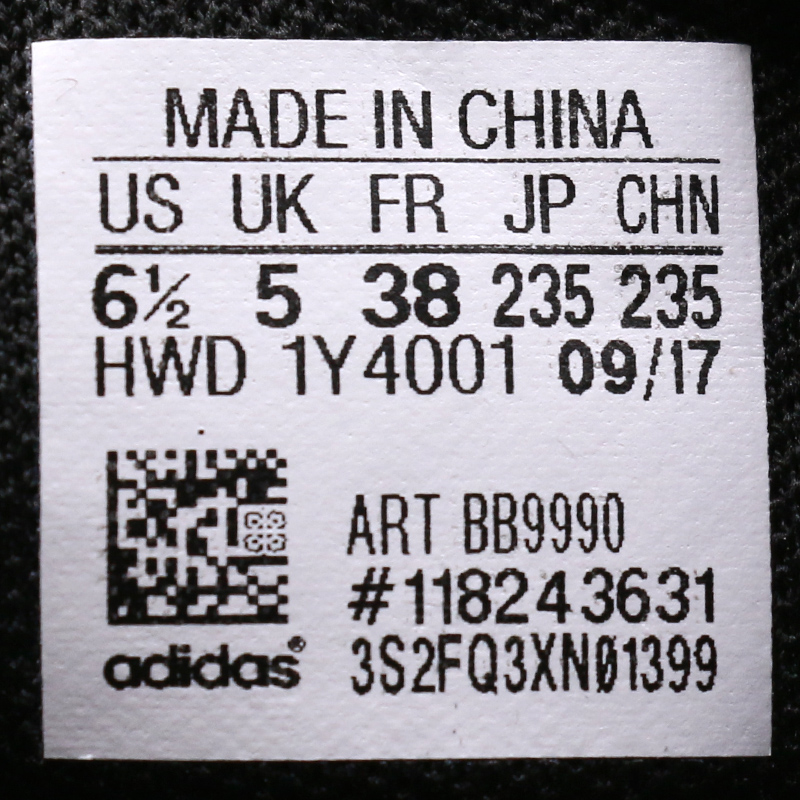 MADE IN CHINA
US UK FR JP CHN
6½ 5 38 235 235
HWD 1Y4001 09/17
ART BB9990
#118243631
adidas® 3S2FQ3XN01399